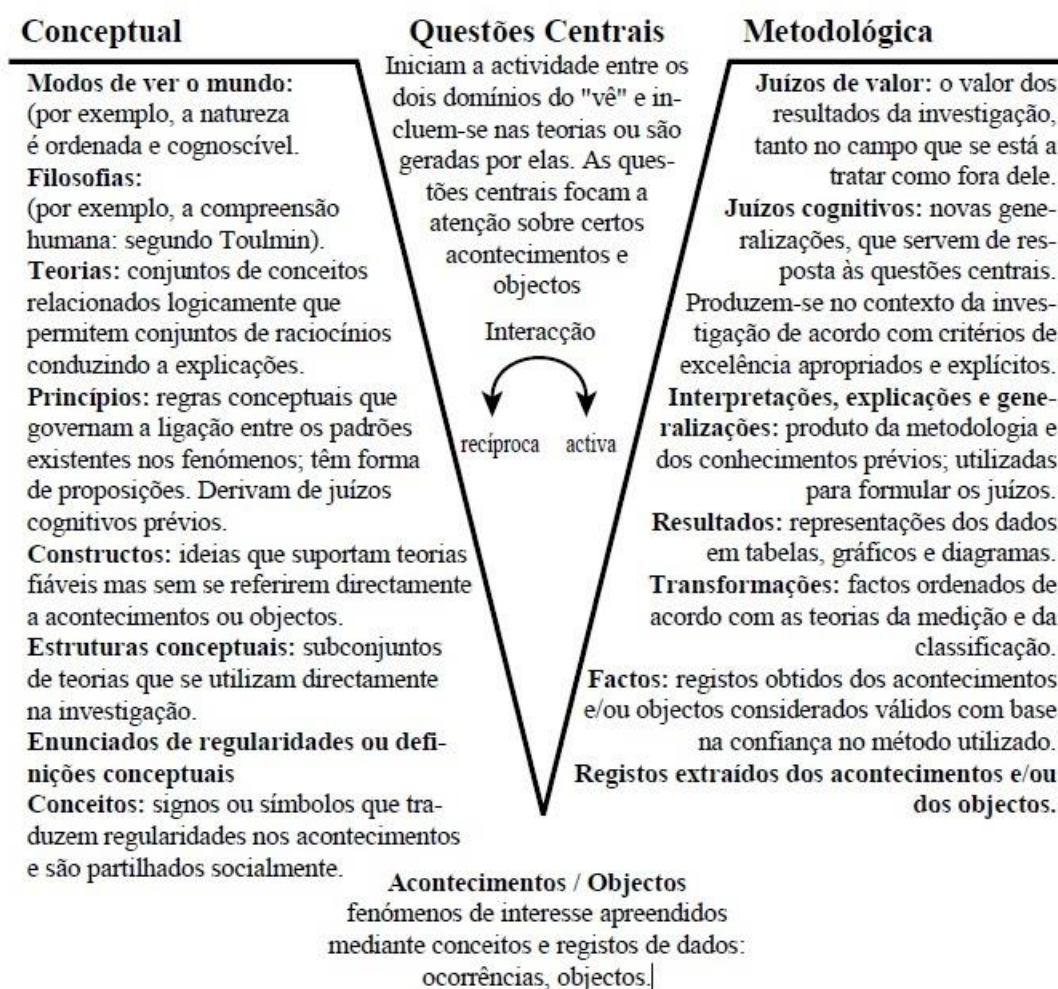 Conceptual
Modos de ver o mundo:
(por exemplo, a natureza
é ordenada e cognoscível.
Filosofias:
(por exemplo, a compreensão
humana: segundo Toulmin).
Teorias: conjuntos de conceitos
relacionados logicamente que
permitem conjuntos de raciocínios
conduzindo a explicações.
Princípios: regras conceptuais que
governam a ligação entre os padrões
existentes nos fenómenos; têm forma
de proposições. Derivam de juízos
cognitivos prévios.
Constructos: ideias que suportam teorias
fiáveis mas sem se referirem directamente
a acontecimentos ou objectos.
Estruturas conceptuais: subconjuntos
de teorias que se utilizam directamente
na investigação.
Enunciados de regularidades ou defi-
nições conceptuais
Conceitos: signos ou símbolos que tra-
duzem regularidades nos acontecimentos
e são partilhados socialmente.
Questões Centrais
Iniciam a actividade entre os
dois domínios do "vê" e in-
cluem-se nas teorias ou são
geradas por elas. As ques-
tões centrais focam a
atenção sobre certos
acontecimentos e
objectos
Interacção
recíproca activa
Metodológica
Juízos de valor: o valor dos
resultados da investigação,
tanto no campo que se está a
tratar como fora dele.
Juízos cognitivos: novas gene-
ralizações, que servem de res-
posta às questões centrais.
Produzem-se no contexto da inves-
tigação de acordo com critérios de
excelência apropriados e explícitos.
Interpretações, explicações e gene-
ralizações: produto da metodologia e
dos conhecimentos prévios; utilizadas
para formular os juízos.
Resultados: representações dos dados
em tabelas, gráficos e diagramas.
Transformações: factos ordenados de
acordo com as teorias da medição e da
classificação.
Factos: registos obtidos dos acontecimentos
e/ou objectos considerados válidos com base
na confiança no método utilizado.
Registos extraídos dos acontecimentos e/ou
dos objectos.
Acontecimentos / Objectos
fenómenos de interesse apreendidos
mediante conceitos e registos de dados:
ocorrências, objectos.